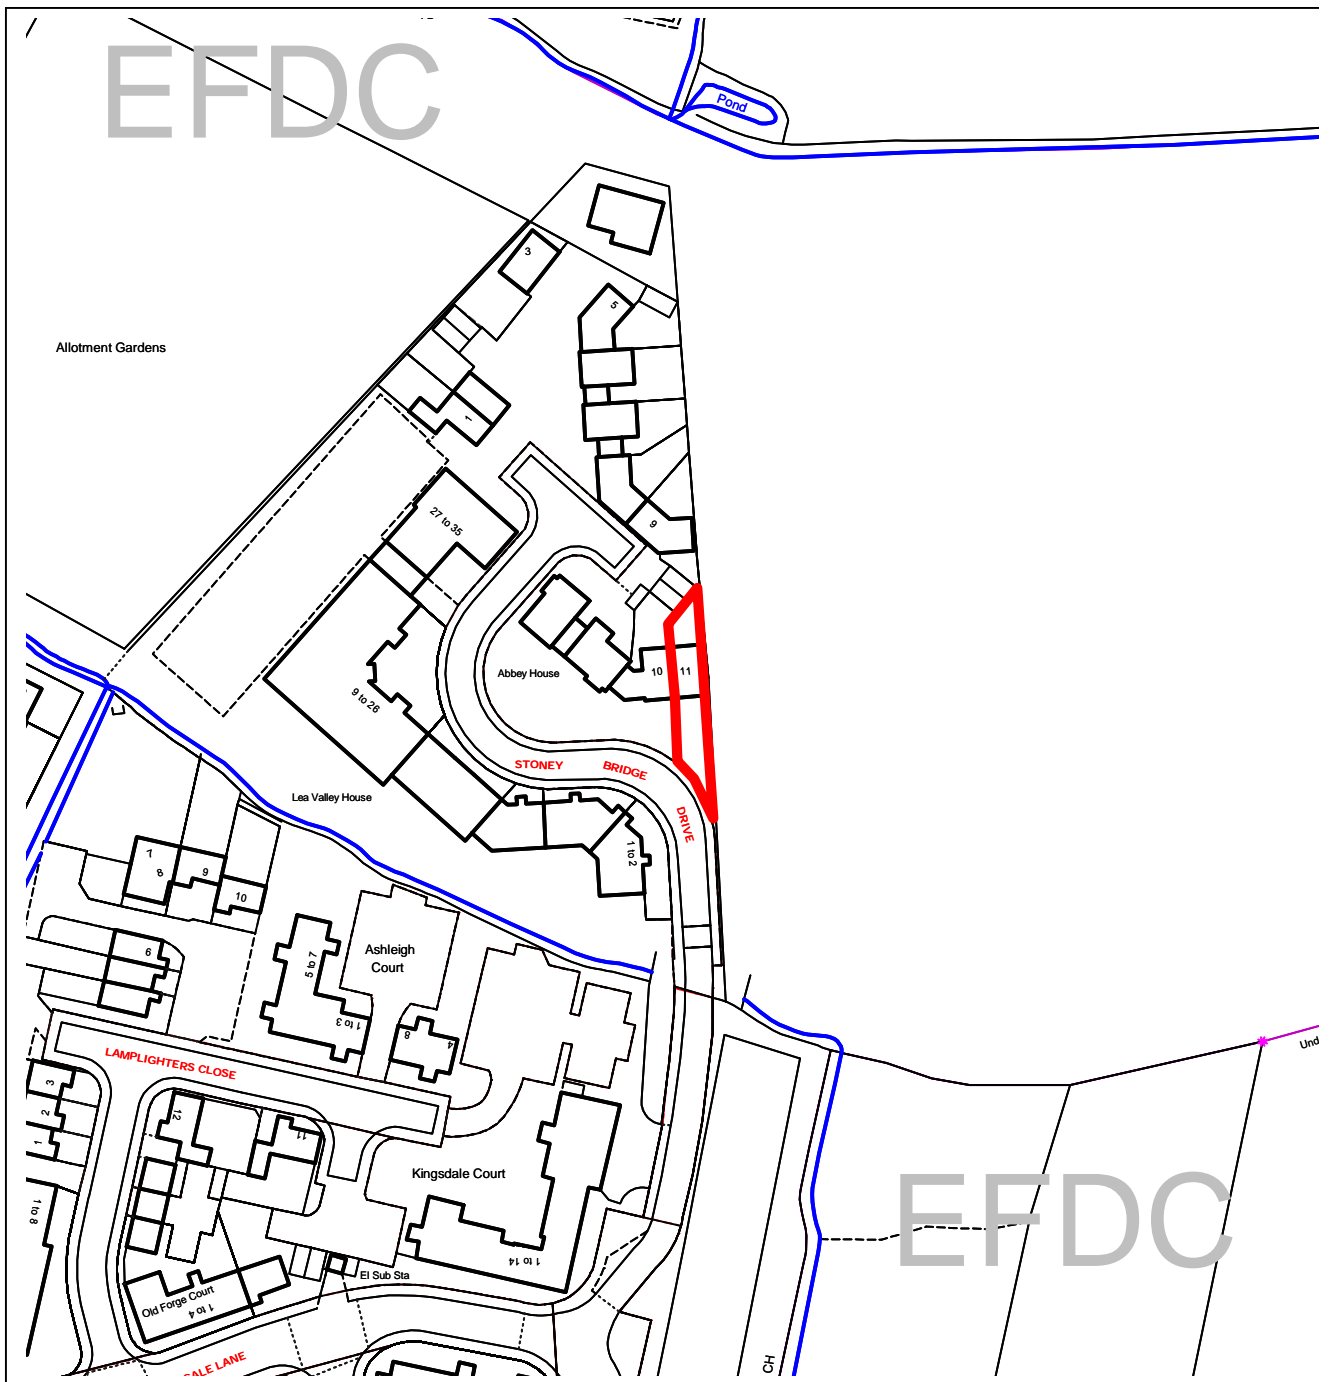 EFDC
Pond
3
5
Allotment Gardens
1
27 to 35
9
10
11
Abbey House
9 to 26
STONEY BRIDGE
DRIVE
Lea Valley House
1 to 2
7
8
9
10
Ashleigh
Court
6
5 to 7
1 to 3
8
4
Und
LAMPLIGHTERS CLOSE
3
2
1
12
11
Kingsdale Court
1 to 8
EFDC
1 to 14
El Sub Sta
Old Forge Court
1 to 4
ALE LANE
CH